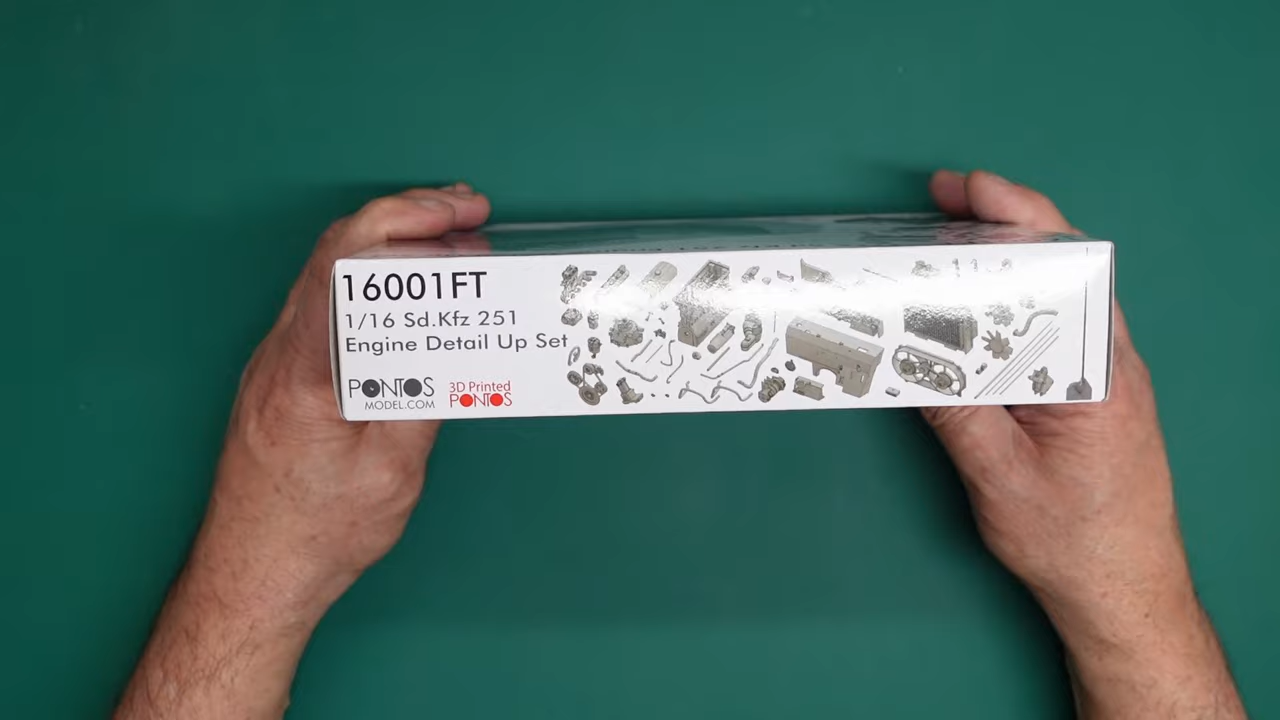 16001FT
1/16 Sd.Kfz 251
Engine Detail Up Set
PONTOS
MODEL.COM
3D Printed
PONTOS